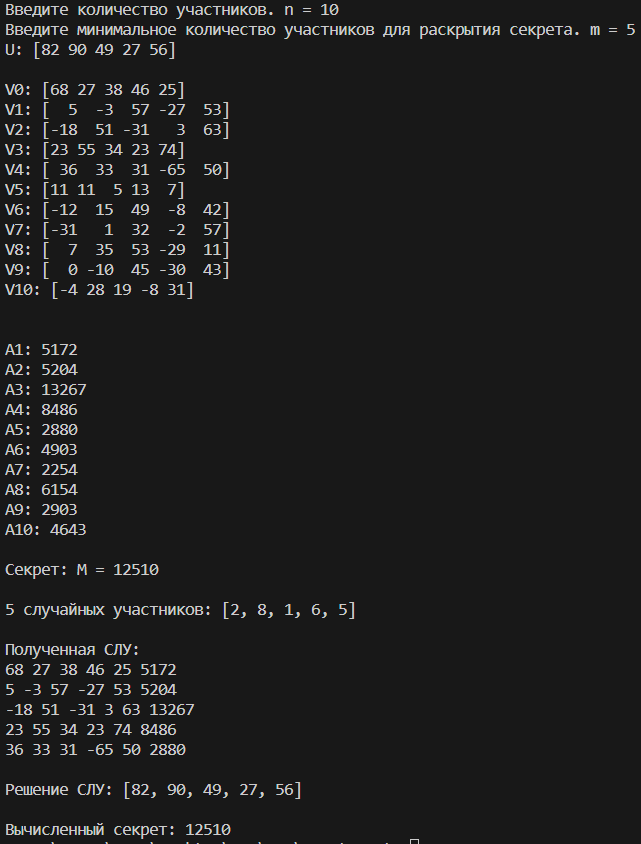 Введите количество участников. n = 10
Введите минимальное количество участников для раскрытия секрета. m = 5
U: [82 90 49 27 56]
V0: [68 27 38 46 25]
V1: [  5  -3  57 -27  53]
V2: [-18  51 -31   3  63]
V3: [23 55 34 23 74]
V4: [ 36  33  31 -65  50]
V5: [11 11  5 13  7]
V6: [-12  15  49  -8  42]
V7: [-31   1  32  -2  57]
V8: [  7  35  53 -29  11]
V9: [  0 -10  45 -30  43]
V10: [-4 28 19 -8 31]
A1: 5172
A2: 5204
A3: 13267
A4: 8486
A5: 2880
A6: 4903
A7: 2254
A8: 6154
A9: 2903
A10: 4643
Секрет: M = 12510
5 случайных участников: [2, 8, 1, 6, 5]
Полученная СЛУ:
68 27 38 46 25 5172
5 -3 57 -27 53 5204
-18 51 -31 3 63 13267
23 55 34 23 74 8486
36 33 31 -65 50 2880
Решение СЛУ: [82, 90, 49, 27, 56]
Вычисленный секрет: 12510